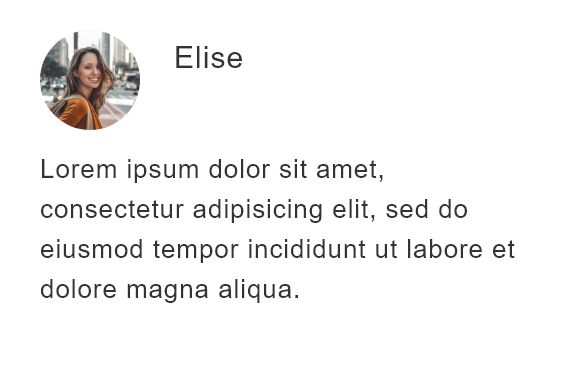 Elise
Lorem ipsum dolor sit amet,
consectetur adipisicing elit, sed do
eiusmod tempor incididunt ut labore et
dolore magna aliqua.